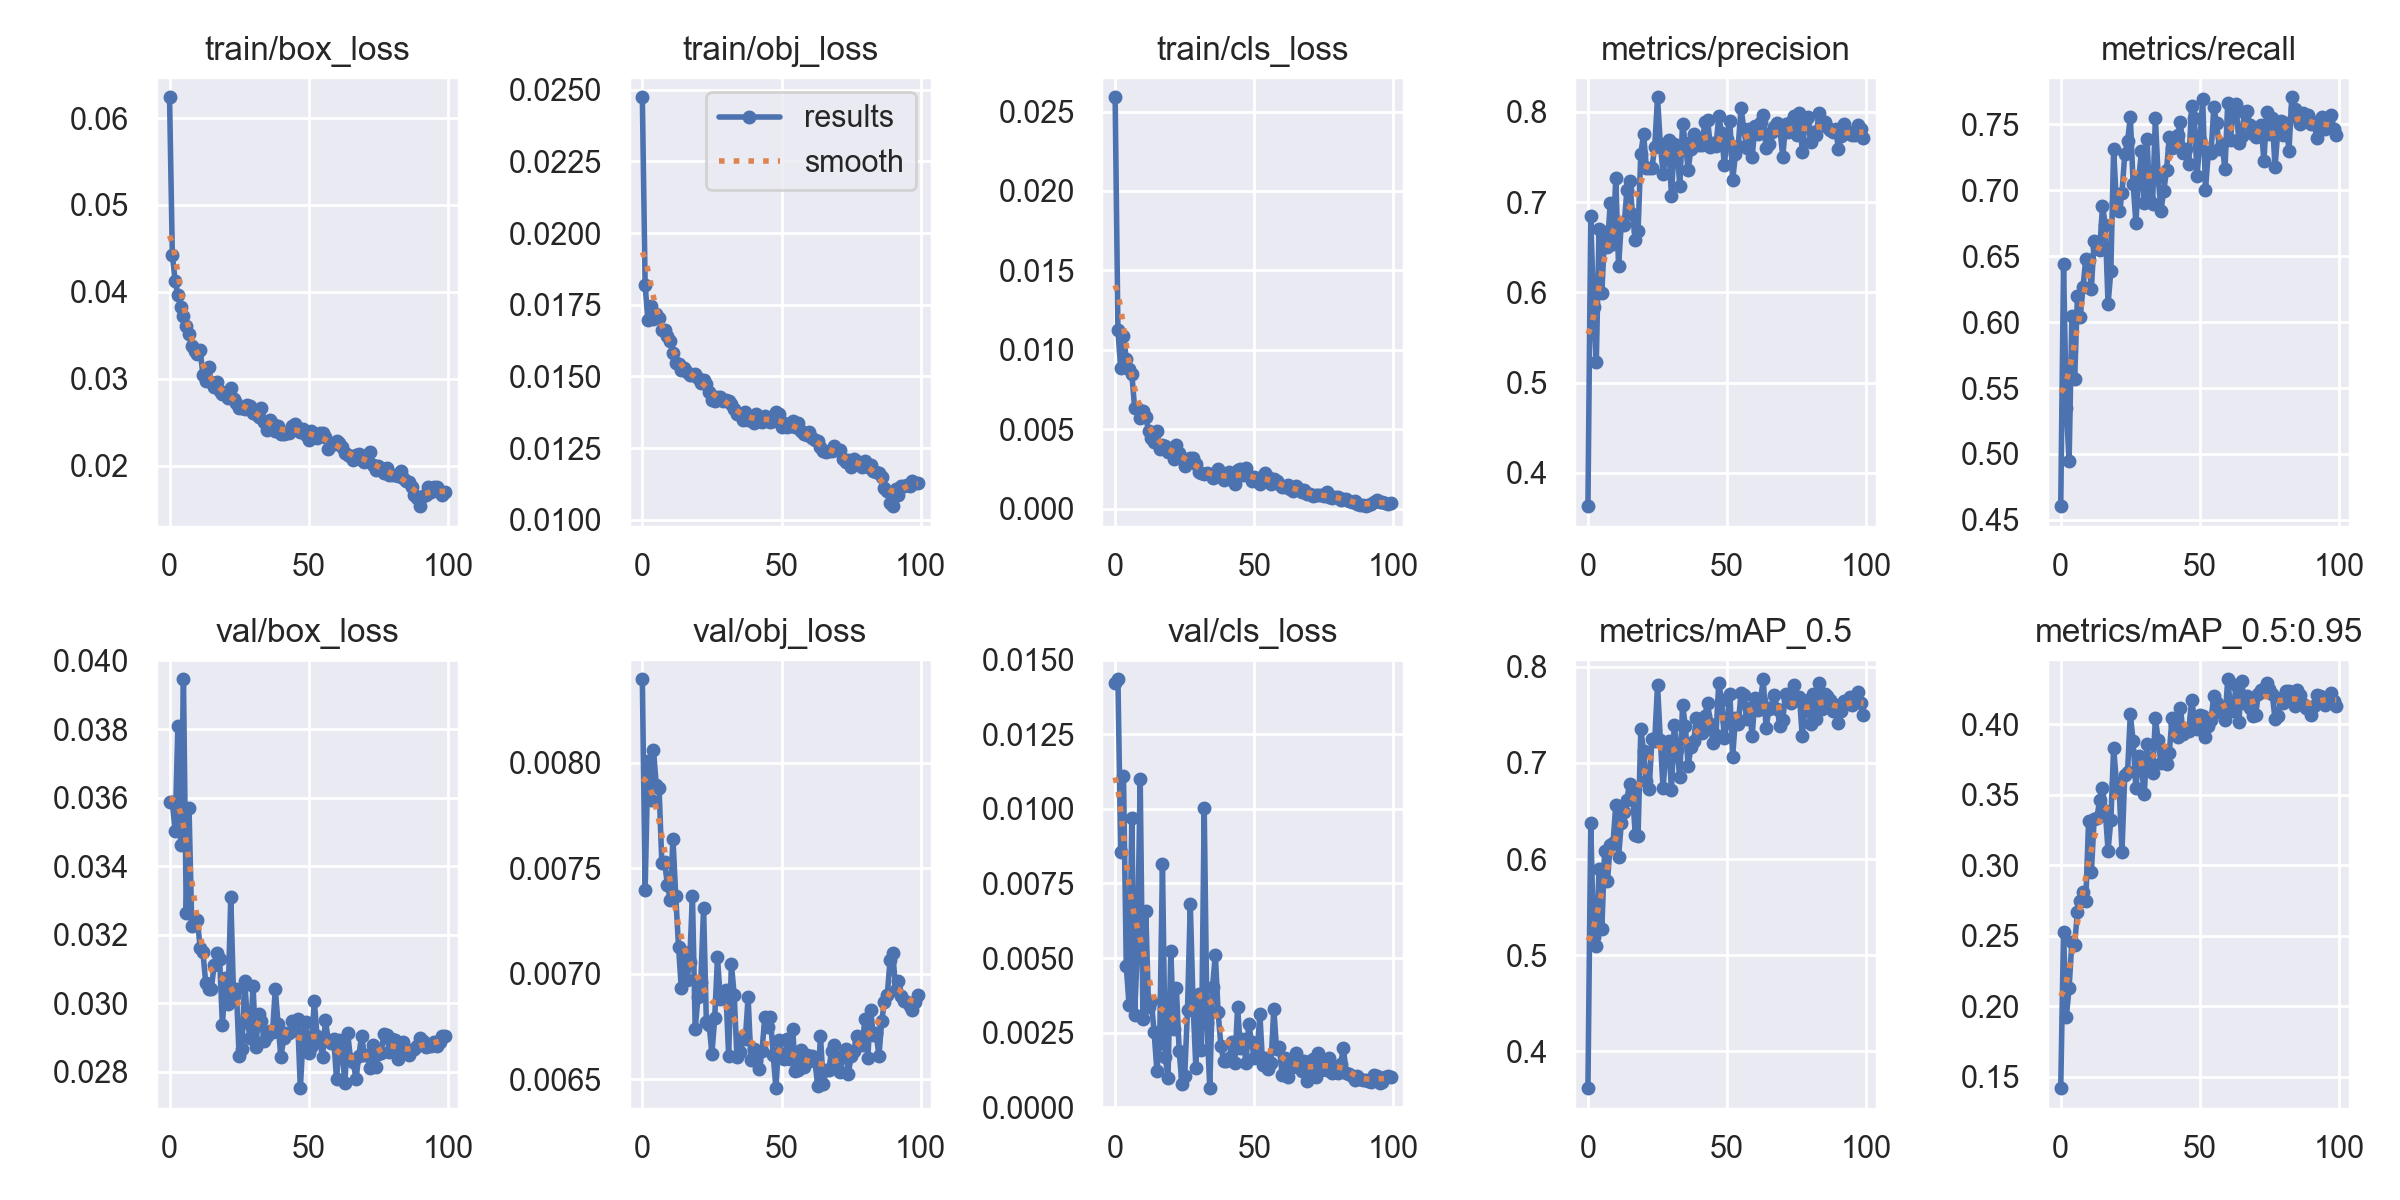 train/box_loss
0.06
0.05
0.04
0.03
0.02
0 50 100
train/obj_loss
results
smooth
0.0250
0.0225
0.0200
0.0175
0.0150
0.0125
0.0100
0 50 100
train/cls_loss
0.025
0.020
0.015
0.010
0.005
0.000
0 50 100
metrics/precision
0.8
0.7
0.6
0.5
0.4
0 50 100
metrics/recall
0.75
0.70
0.65
0.60
0.55
0.50
0.45
0 50 100
val/box_loss
0.040
0.038
0.036
0.034
0.032
0.030
0.028
0 50 100
val/obj_loss
0.0080
0.0075
0.0070
0.0065
0 50 100
val/cls_loss
0.0150
0.0125
0.0100
0.0075
0.0050
0.0025
0.0000
0 50 100
metrics/mAP_0.5
0.8
0.7
0.6
0.5
0.4
0 50 100
metrics/mAP_0.5:0.95
0.40
0.35
0.30
0.25
0.20
0.15
0 50 100